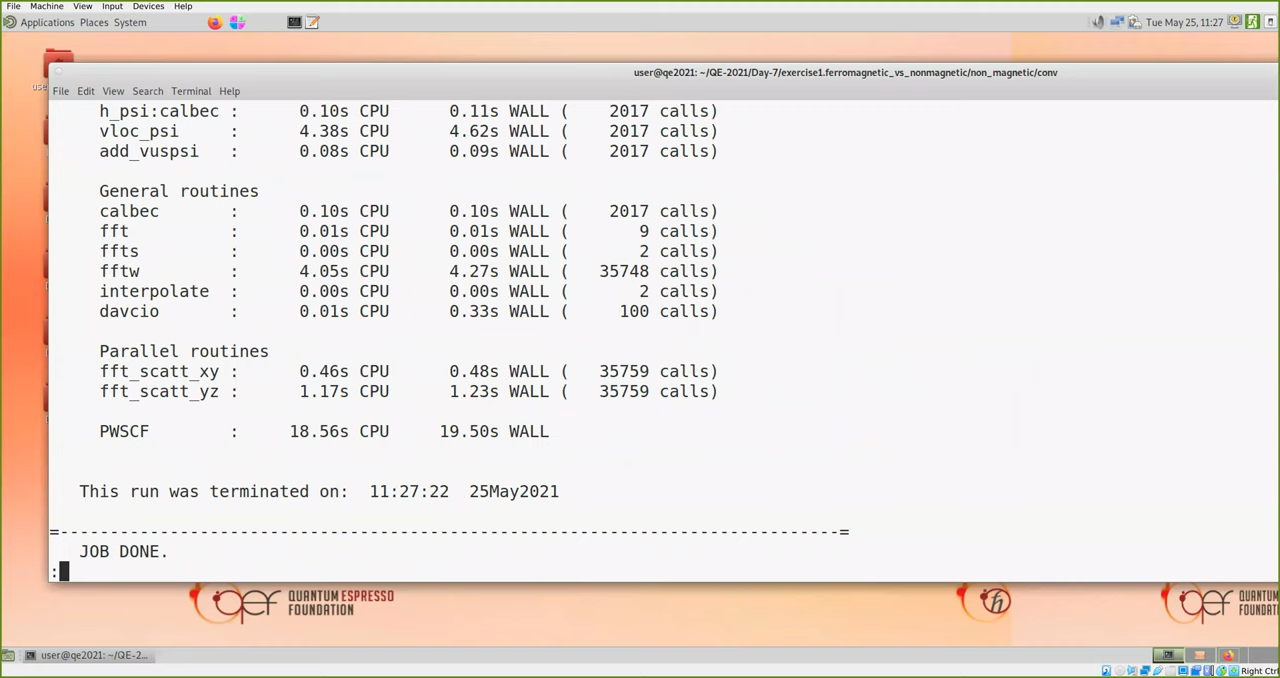 File Machine View Input Devices Help
Applications Places System Tue May 25, 11:27
user@qe2021: ~/QE-2021/Day-7/exercise1.ferromagnetic_vs_nonmagnetic/non_magnetic/conv
File Edit View Search Terminal Help
h_psi:calbec : 0.10s CPU 0.11s WALL ( 2017 calls)
vloc_psi : 4.38s CPU 4.62s WALL ( 2017 calls)
add_vuspsi : 0.08s CPU 0.09s WALL ( 2017 calls)
General routines
calbec : 0.10s CPU 0.10s WALL ( 2017 calls)
fft : 0.01s CPU 0.01s WALL ( 9 calls)
ffts : 0.00s CPU 0.00s WALL ( 2 calls)
fftw : 4.05s CPU 4.27s WALL ( 35748 calls)
interpolate : 0.00s CPU 0.00s WALL ( 2 calls)
davcio : 0.01s CPU 0.33s WALL ( 100 calls)
Parallel routines
fft_scatt_xy : 0.46s CPU 0.48s WALL ( 35759 calls)
fft_scatt_yz : 1.17s CPU 1.23s WALL ( 35759 calls)
PWSCF : 18.56s CPU 19.50s WALL
This run was terminated on: 11:27:22 25May2021
=------------------------------------------------------------------------------=
JOB DONE.
:
QUANTUM ESPRESSO
FOUNDATION
user@qe2021: ~/QE-2...
Right Ctrl